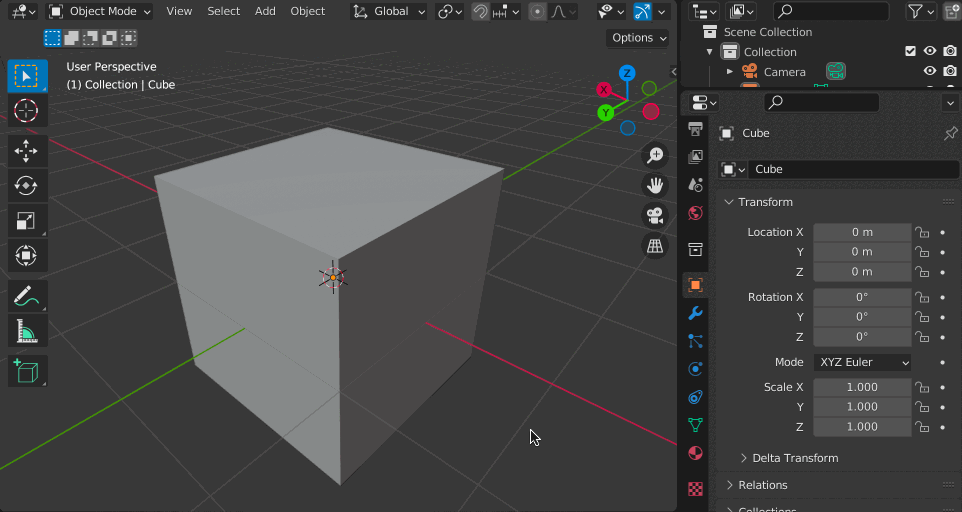 Object Mode View Select Add Object Global
Options
User Perspective
(1) Collection | Cube
Z
X
Y
Scene Collection
Collection
Camera
Cube
Cube
Transform
Location X 0 m
Y 0 m
Z 0 m
Rotation X 0°
Y 0°
Z 0°
Mode XYZ Euler
Scale X 1.000
Y 1.000
Z 1.000
Delta Transform
Relations
Collections